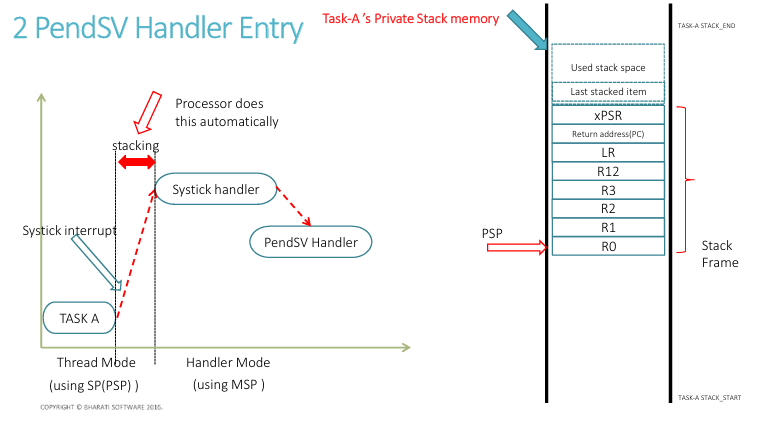 2 PendSV Handler Entry
Task-A 's Private Stack memory
TASK-A STACK_END
Used stack space
Last stacked item
xPSR
Return address(PC)
LR
R12
R3
R2
R1
R0
PSP
Stack
Frame
TASK-A STACK_START
Processor does
this automatically
stacking
Systick handler
Systick interrupt
PendSV Handler
TASK A
Thread Mode
(using SP(PSP) )
Handler Mode
(using MSP )
COPYRIGHT © BHARATI SOFTWARE 2016.